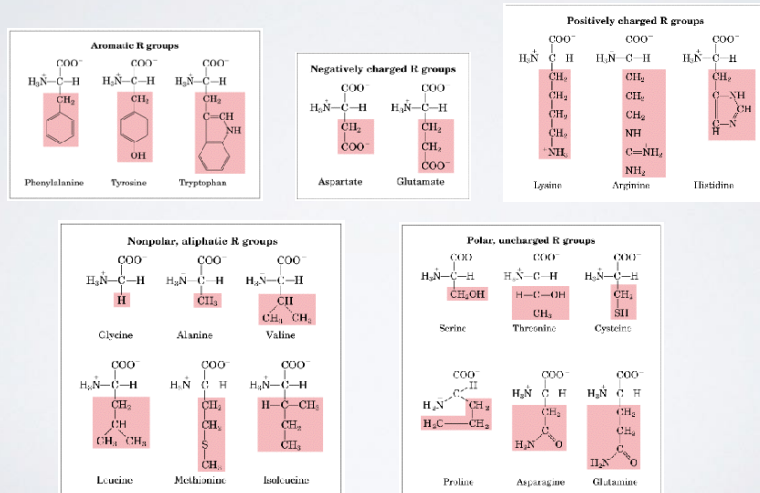 Aromatic R groups
COO⁻ COO⁻ COO⁻
H₃N⁺—C—H H₃N⁺—C—H H₃N⁺—C—H
CH₂ CH₂ CH₂
C=CH
NH
OH
Phenylalanine Tyrosine Tryptophan
Negatively charged R groups
COO⁻ COO⁻
H₃N⁺—C—H H₃N⁺—C—H
CH₂ CH₂
COO⁻ CH₂
COO⁻
Aspartate Glutamate
Positively charged R groups
COO⁻ COO⁻ COO⁻
H₃N⁺—C—H H₃N—C—H H₃N⁺—C—H
CH₂ CH₂ CH₂
CH₂ CH₂ C—NH
CH₂ CH₂ CH
CH₂ NH C—N
H
⁺NH₃ C=NH₂
NH₂
Lysine Arginine Histidine
Nonpolar, aliphatic R groups
COO⁻ COO⁻ COO⁻
H₃N⁺—C—H H₃N—C—H H₃N—C—H
H CH₃ CH
CH₃ CH₃
Glycine Alanine Valine
COO⁻ COO⁻ COO⁻
H₃N⁺—C—H H₃N C H H₃N⁺—C—H
CH₂ CH₂ H—C—CH₃
CH CH₂ CH₂
CH₃ CH₃ S CH₃
CH₃
Leucine Methionine Isoleucine
Polar, uncharged R groups
COO COO⁻ COO⁻
H₃N⁺—C—H H₃N—C—H H₃N⁺—C—H
CH₂OH H—C—OH CH₂
CH₃ SH
Serine Threonine Cysteine
COO⁻ COO⁻ COO⁻
C H H₃N⁺ C H H₃N⁺ C H
H₂N CH₂ CH₂ CH₂
H₂C CH₂ C CH₂
H₂N O C
H₂N O
Proline Asparagine Glutamine